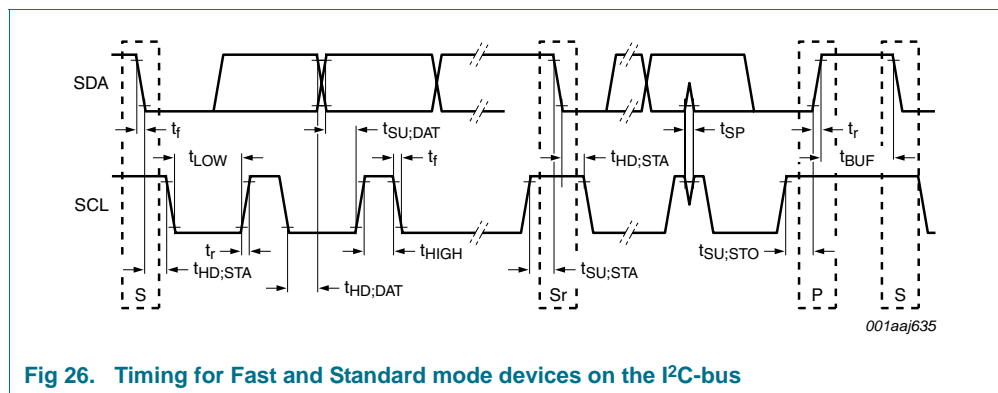 SDA
t_f
t_SU;DAT
t_SP
t_r
t_LOW
t_f
t_HD;STA
t_BUF
SCL
t_r
t_HD;STA
t_HIGH
t_SU;STA
t_SU;STO
t_HD;DAT
S
Sr
P
S
001aaj635
Fig 26. Timing for Fast and Standard mode devices on the I²C-bus